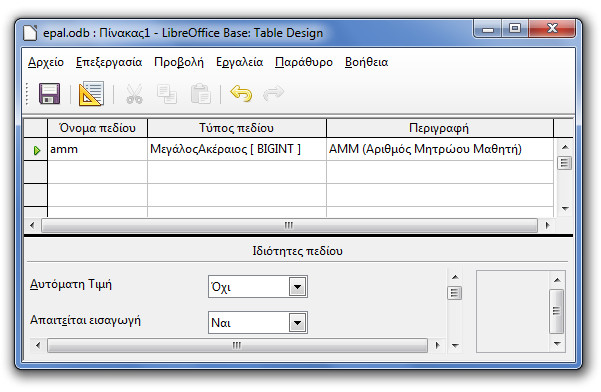 epal.odb : Πίνακας1 - LibreOffice Base: Table Design
Αρχείο Επεξεργασία Προβολή Εργαλεία Παράθυρο Βοήθεια
Όνομα πεδίου Τύπος πεδίου Περιγραφή
amm ΜεγάλοςΑκέραιος [ BIGINT ] ΑΜΜ (Αριθμός Μητρώου Μαθητή)
Ιδιότητες πεδίου
Αυτόματη Τιμή Όχι
Απαιτείται εισαγωγή Ναι